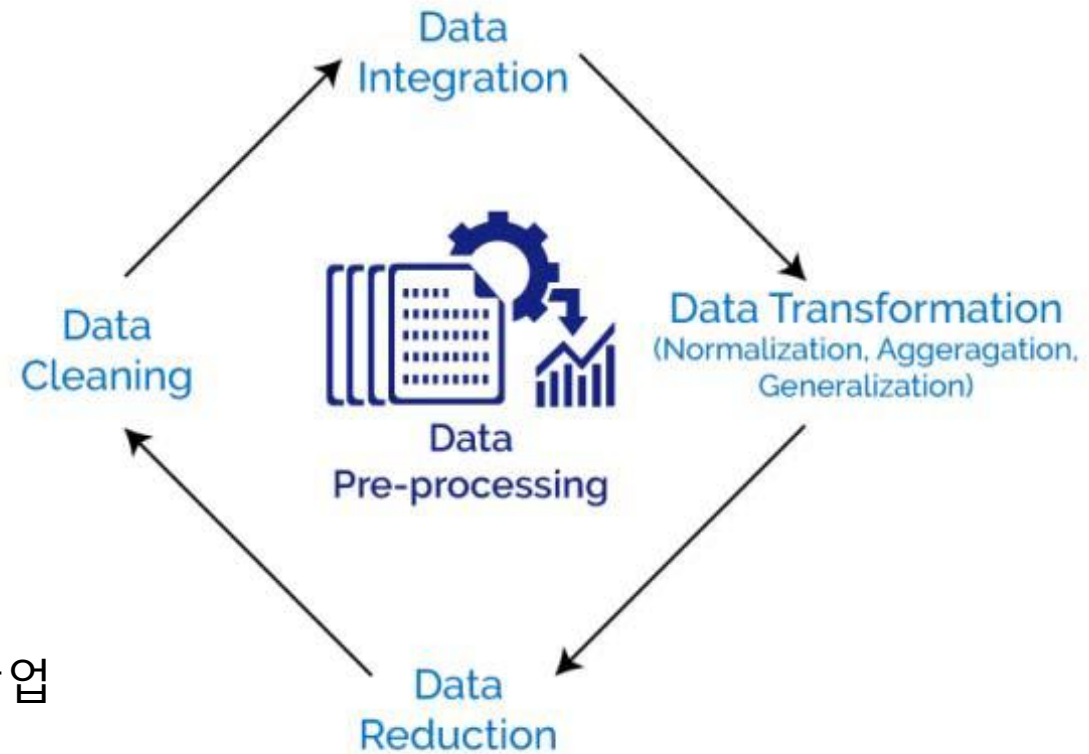 Data
Integration
Data
Cleaning
Data Transformation
(Normalization, Aggeragation,
Generalization)
Data
Pre-processing
업
Data
Reduction